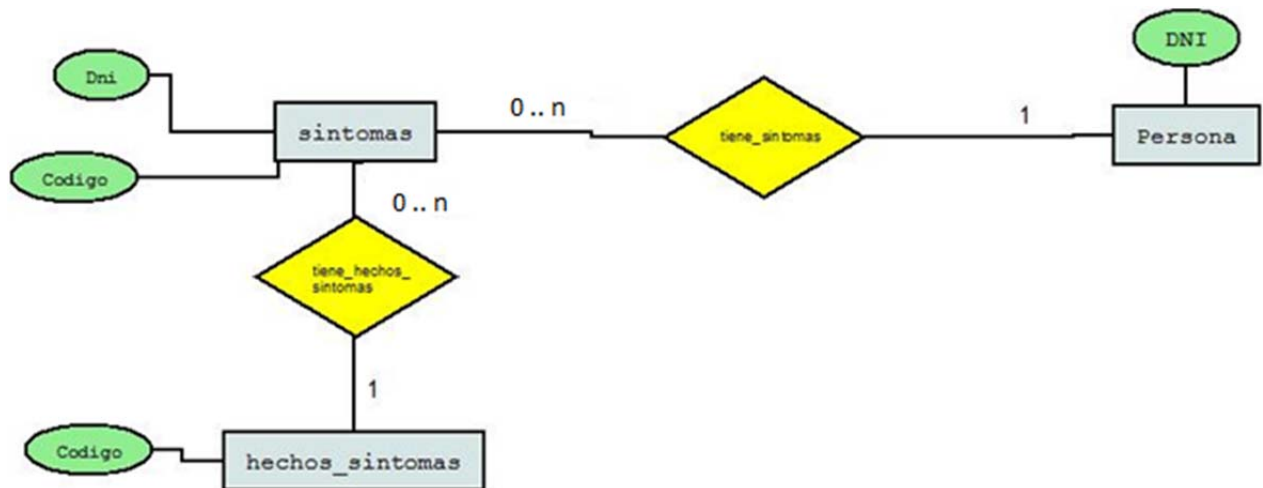 DNI
Dni
0 .. n
1
sintomas
tiene_sintomas
Persona
Codigo
0 .. n
tiene_hechos_
sintomas
1
Codigo
hechos_sintomas